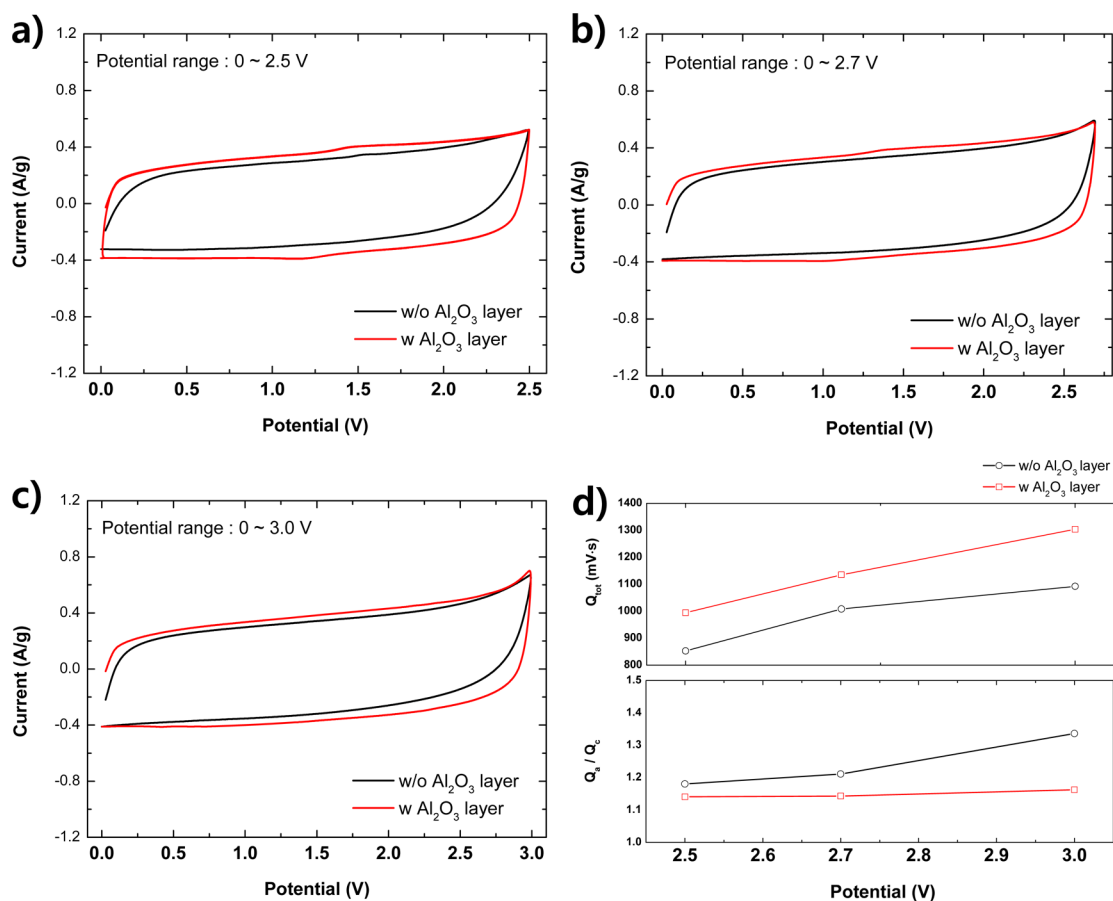 a)
Potential range : 0 ~ 2.5 V
1.2
0.8
0.4
0.0
-0.4
-0.8
-1.2
Current (A/g)
w/o Al₂O₃ layer
w Al₂O₃ layer
0.0 0.5 1.0 1.5 2.0 2.5
Potential (V)
b)
Potential range : 0 ~ 2.7 V
1.2
0.8
0.4
0.0
-0.4
-0.8
-1.2
Current (A/g)
w/o Al₂O₃ layer
w Al₂O₃ layer
0.0 0.5 1.0 1.5 2.0 2.5
Potential (V)
c)
Potential range : 0 ~ 3.0 V
1.2
0.8
0.4
0.0
-0.4
-0.8
-1.2
Current (A/g)
w/o Al₂O₃ layer
w Al₂O₃ layer
0.0 0.5 1.0 1.5 2.0 2.5 3.0
Potential (V)
d)
w/o Al₂O₃ layer
w Al₂O₃ layer
1400
1300
1200
1100
1000
900
800
Q_tot (mV·s)
1.5
1.4
1.3
1.2
1.1
1.0
Q_a / Q_c
2.5 2.6 2.7 2.8 2.9 3.0
Potential (V)